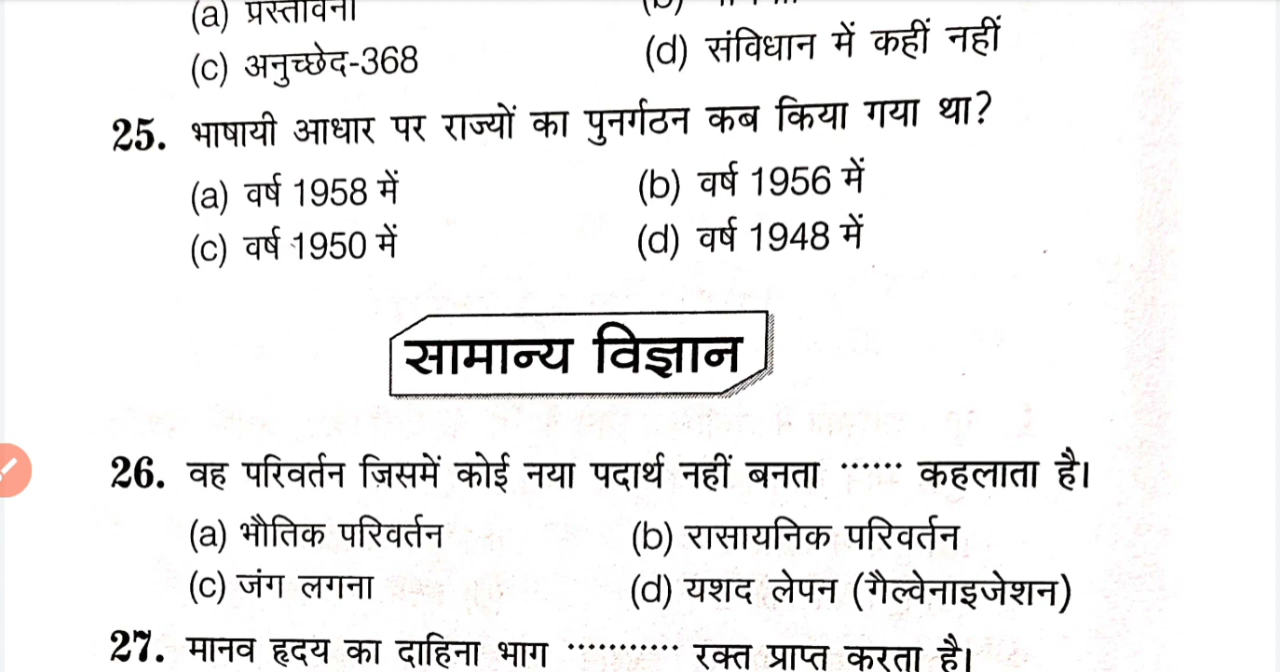 (a) प्रस्तावना
(c) अनुच्छेद-368 (d) संविधान में कहीं नहीं
25. भाषायी आधार पर राज्यों का पुनर्गठन कब किया गया था?
(a) वर्ष 1958 में (b) वर्ष 1956 में
(c) वर्ष 1950 में (d) वर्ष 1948 में
सामान्य विज्ञान
26. वह परिवर्तन जिसमें कोई नया पदार्थ नहीं बनता ...... कहलाता है।
(a) भौतिक परिवर्तन (b) रासायनिक परिवर्तन
(c) जंग लगना (d) यशद लेपन (गैल्वेनाइजेशन)
27. मानव हृदय का दाहिना भाग ........... रक्त प्राप्त करता है।